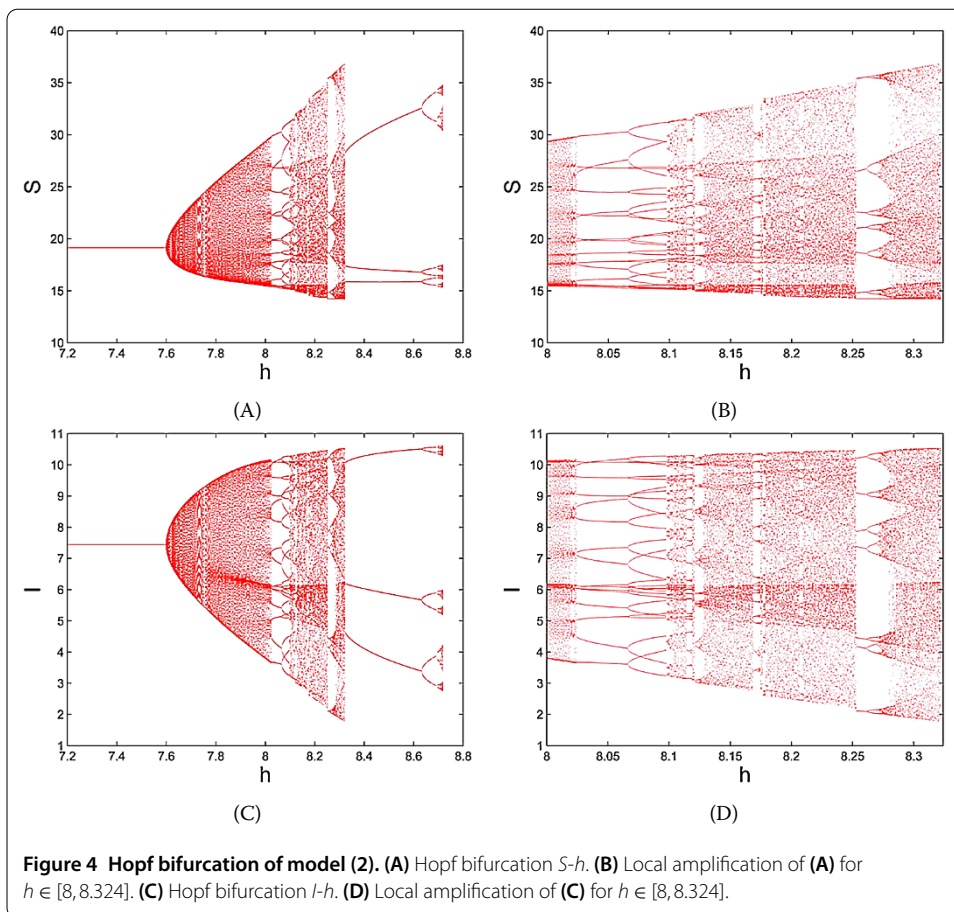 40
35
30
25
20
15
10
S
7.2 7.4 7.6 7.8 8 8.2 8.4 8.6 8.8
h
(A)
40
35
30
25
20
15
10
S
8 8.05 8.1 8.15 8.2 8.25 8.3
h
(B)
11
10
9
8
7
6
5
4
3
2
1
I
7.2 7.4 7.6 7.8 8 8.2 8.4 8.6 8.8
h
(C)
11
10
9
8
7
6
5
4
3
2
1
I
8 8.05 8.1 8.15 8.2 8.25 8.3
h
(D)
Figure 4 Hopf bifurcation of model (2). (A) Hopf bifurcation S-h. (B) Local amplification of (A) for
h ∈ [8, 8.324]. (C) Hopf bifurcation I-h. (D) Local amplification of (C) for h ∈ [8, 8.324].